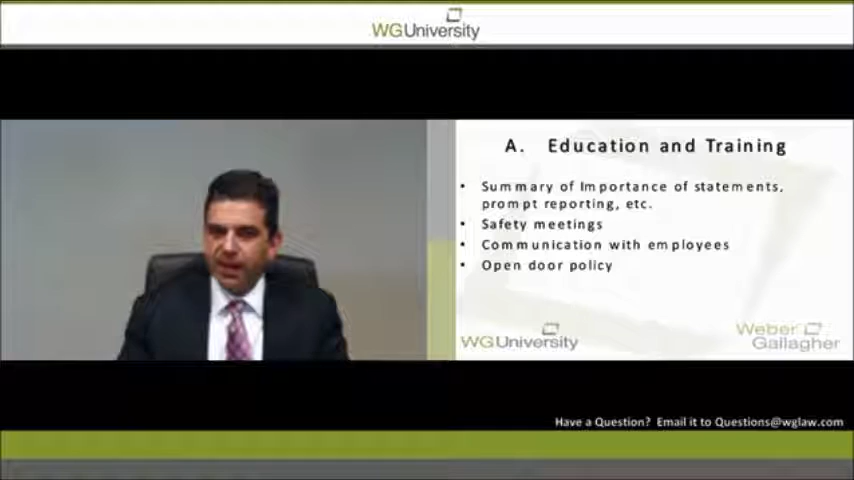 WGUniversity
A. Education and Training
• Summary of Importance of statements,
prompt reporting, etc.
• Safety meetings
• Communication with employees
• Open door policy
WGUniversity
Weber
Gallagher
Have a Question? Email it to Questions@wglaw.com